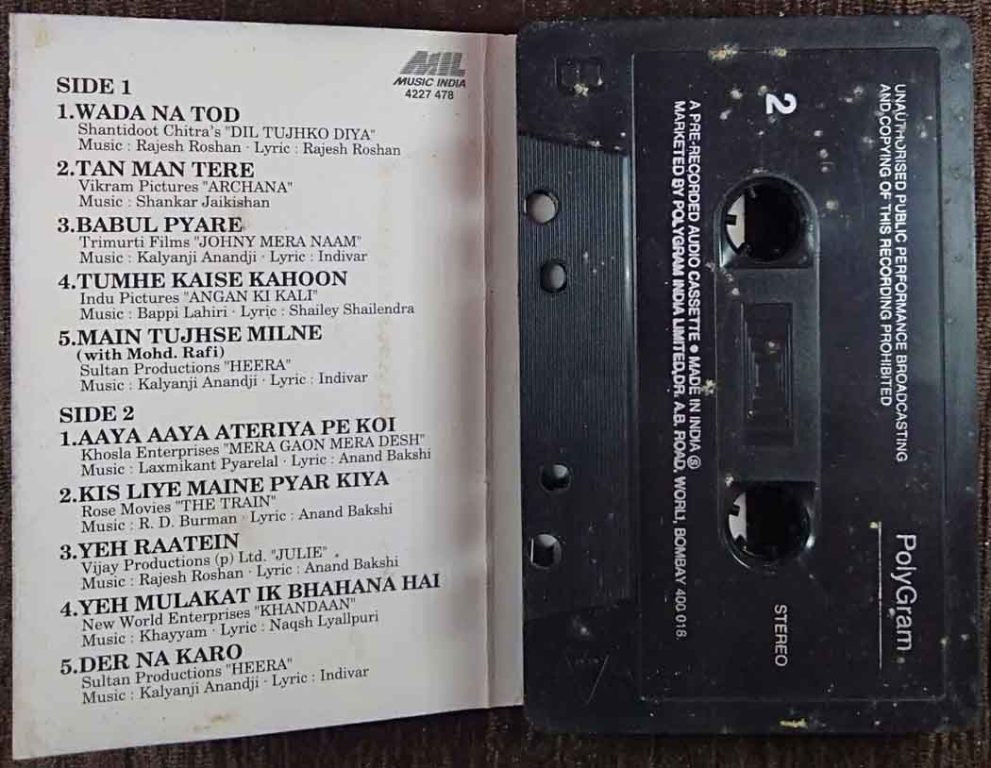 MIL
MUSIC INDIA
4227 478
SIDE 1
1.WADA NA TOD
Shantidoot Chitra's "DIL TUJHKO DIYA"
Music : Rajesh Roshan · Lyric : Rajesh Roshan
2.TAN MAN TERE
Vikram Pictures "ARCHANA"
Music : Shankar Jaikishan
3.BABUL PYARE
Trimurti Films "JOHNY MERA NAAM"
Music : Kalyanji Anandji · Lyric : Indivar
4.TUMHE KAISE KAHOON
Indu Pictures "ANGAN KI KALI"
Music : Bappi Lahiri · Lyric : Shailey Shailendra
5.MAIN TUJHSE MILNE
(with Mohd. Rafi)
Sultan Productions "HEERA"
Music : Kalyanji Anandji · Lyric : Indivar
SIDE 2
1.AAYA AAYA ATERIYA PE KOI
Khosla Enterprises "MERA GAON MERA DESH"
Music : Laxmikant Pyarelal · Lyric : Anand Bakshi
2.KIS LIYE MAINE PYAR KIYA
Rose Movies "THE TRAIN"
Music : R. D. Burman · Lyric : Anand Bakshi
3.YEH RAATEIN
Vijay Productions (p) Ltd. "JULIE"
Music : Rajesh Roshan · Lyric : Anand Bakshi
4.YEH MULAKAT IK BHAHANA HAI
New World Enterprises "KHANDAAN"
Music : Khayyam · Lyric : Naqsh Lyallpuri
5.DER NA KARO
Sultan Productions "HEERA"
Music : Kalyanji Anandji · Lyric : Indivar
UNAUTHORISED PUBLIC PERFORMANCE BROADCASTING
AND COPYING OF THIS RECORDING PROHIBITED
PolyGram
2
STEREO
A PRE-RECORDED AUDIO CASSETTE ● MADE IN INDIA Ⓢ
MARKETED BY POLYGRAM INDIA LIMITED,DR. A.B. ROAD, WORLI, BOMBAY 400 018.